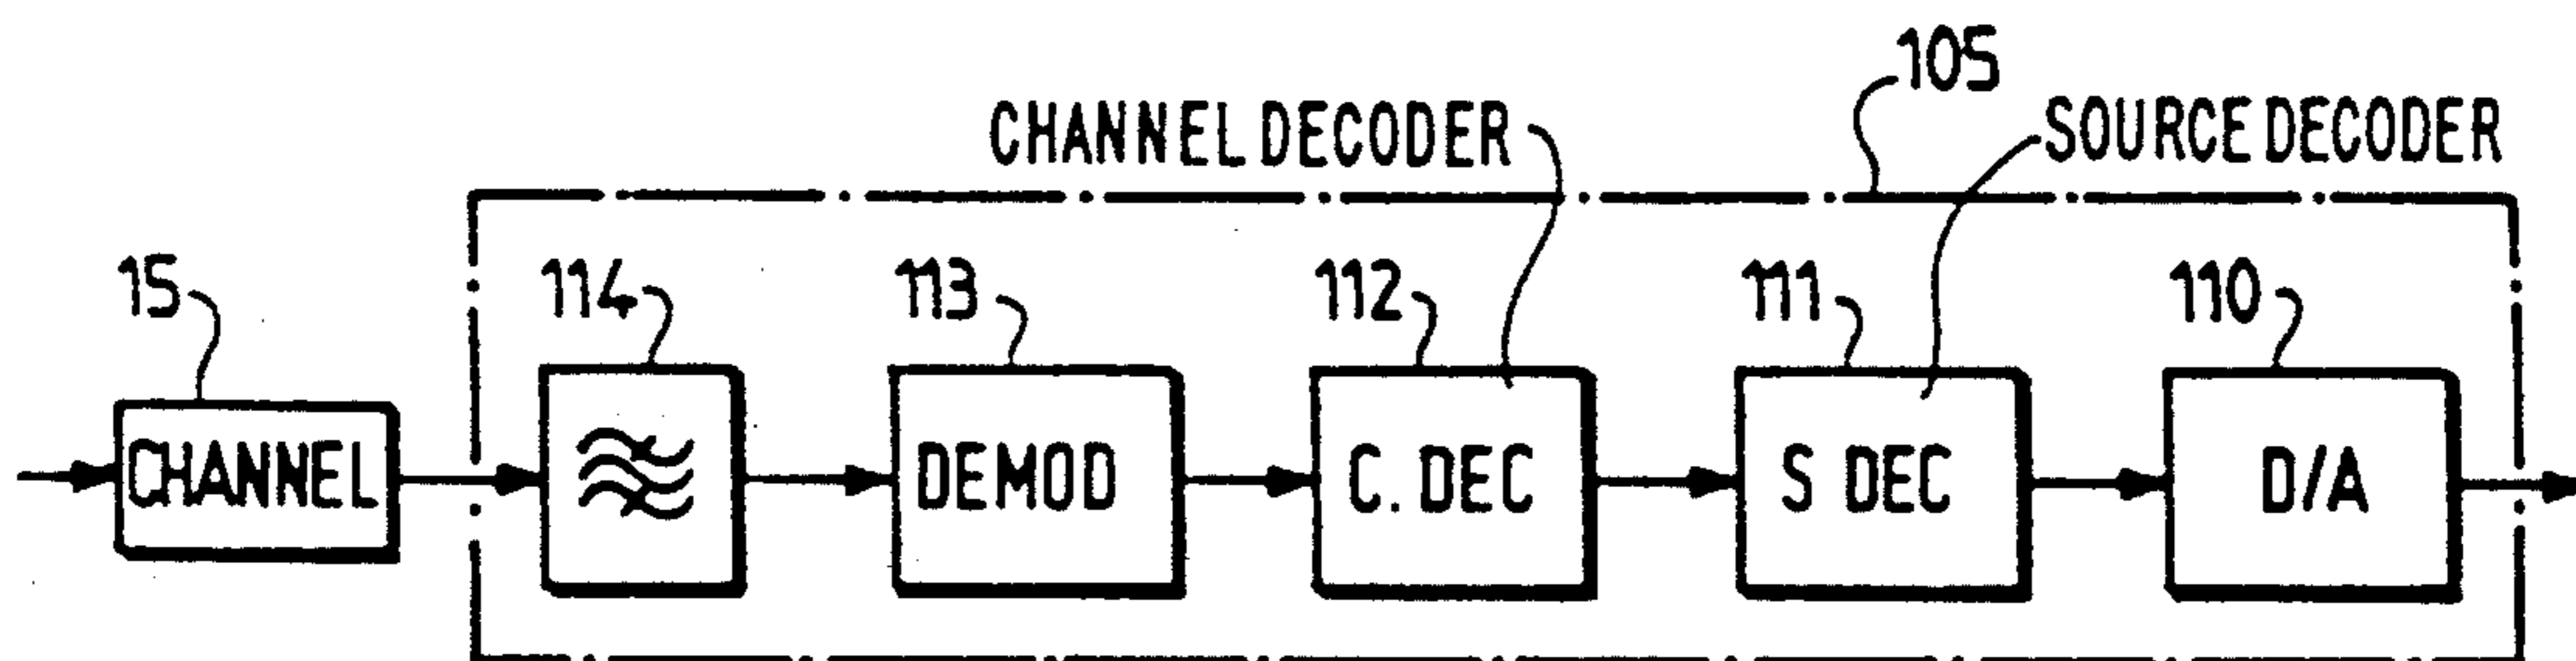 105
CHANNEL DECODER
SOURCE DECODER
15
114
113
112
111
110
CHANNEL
DEMOD
C. DEC
S DEC
D/A